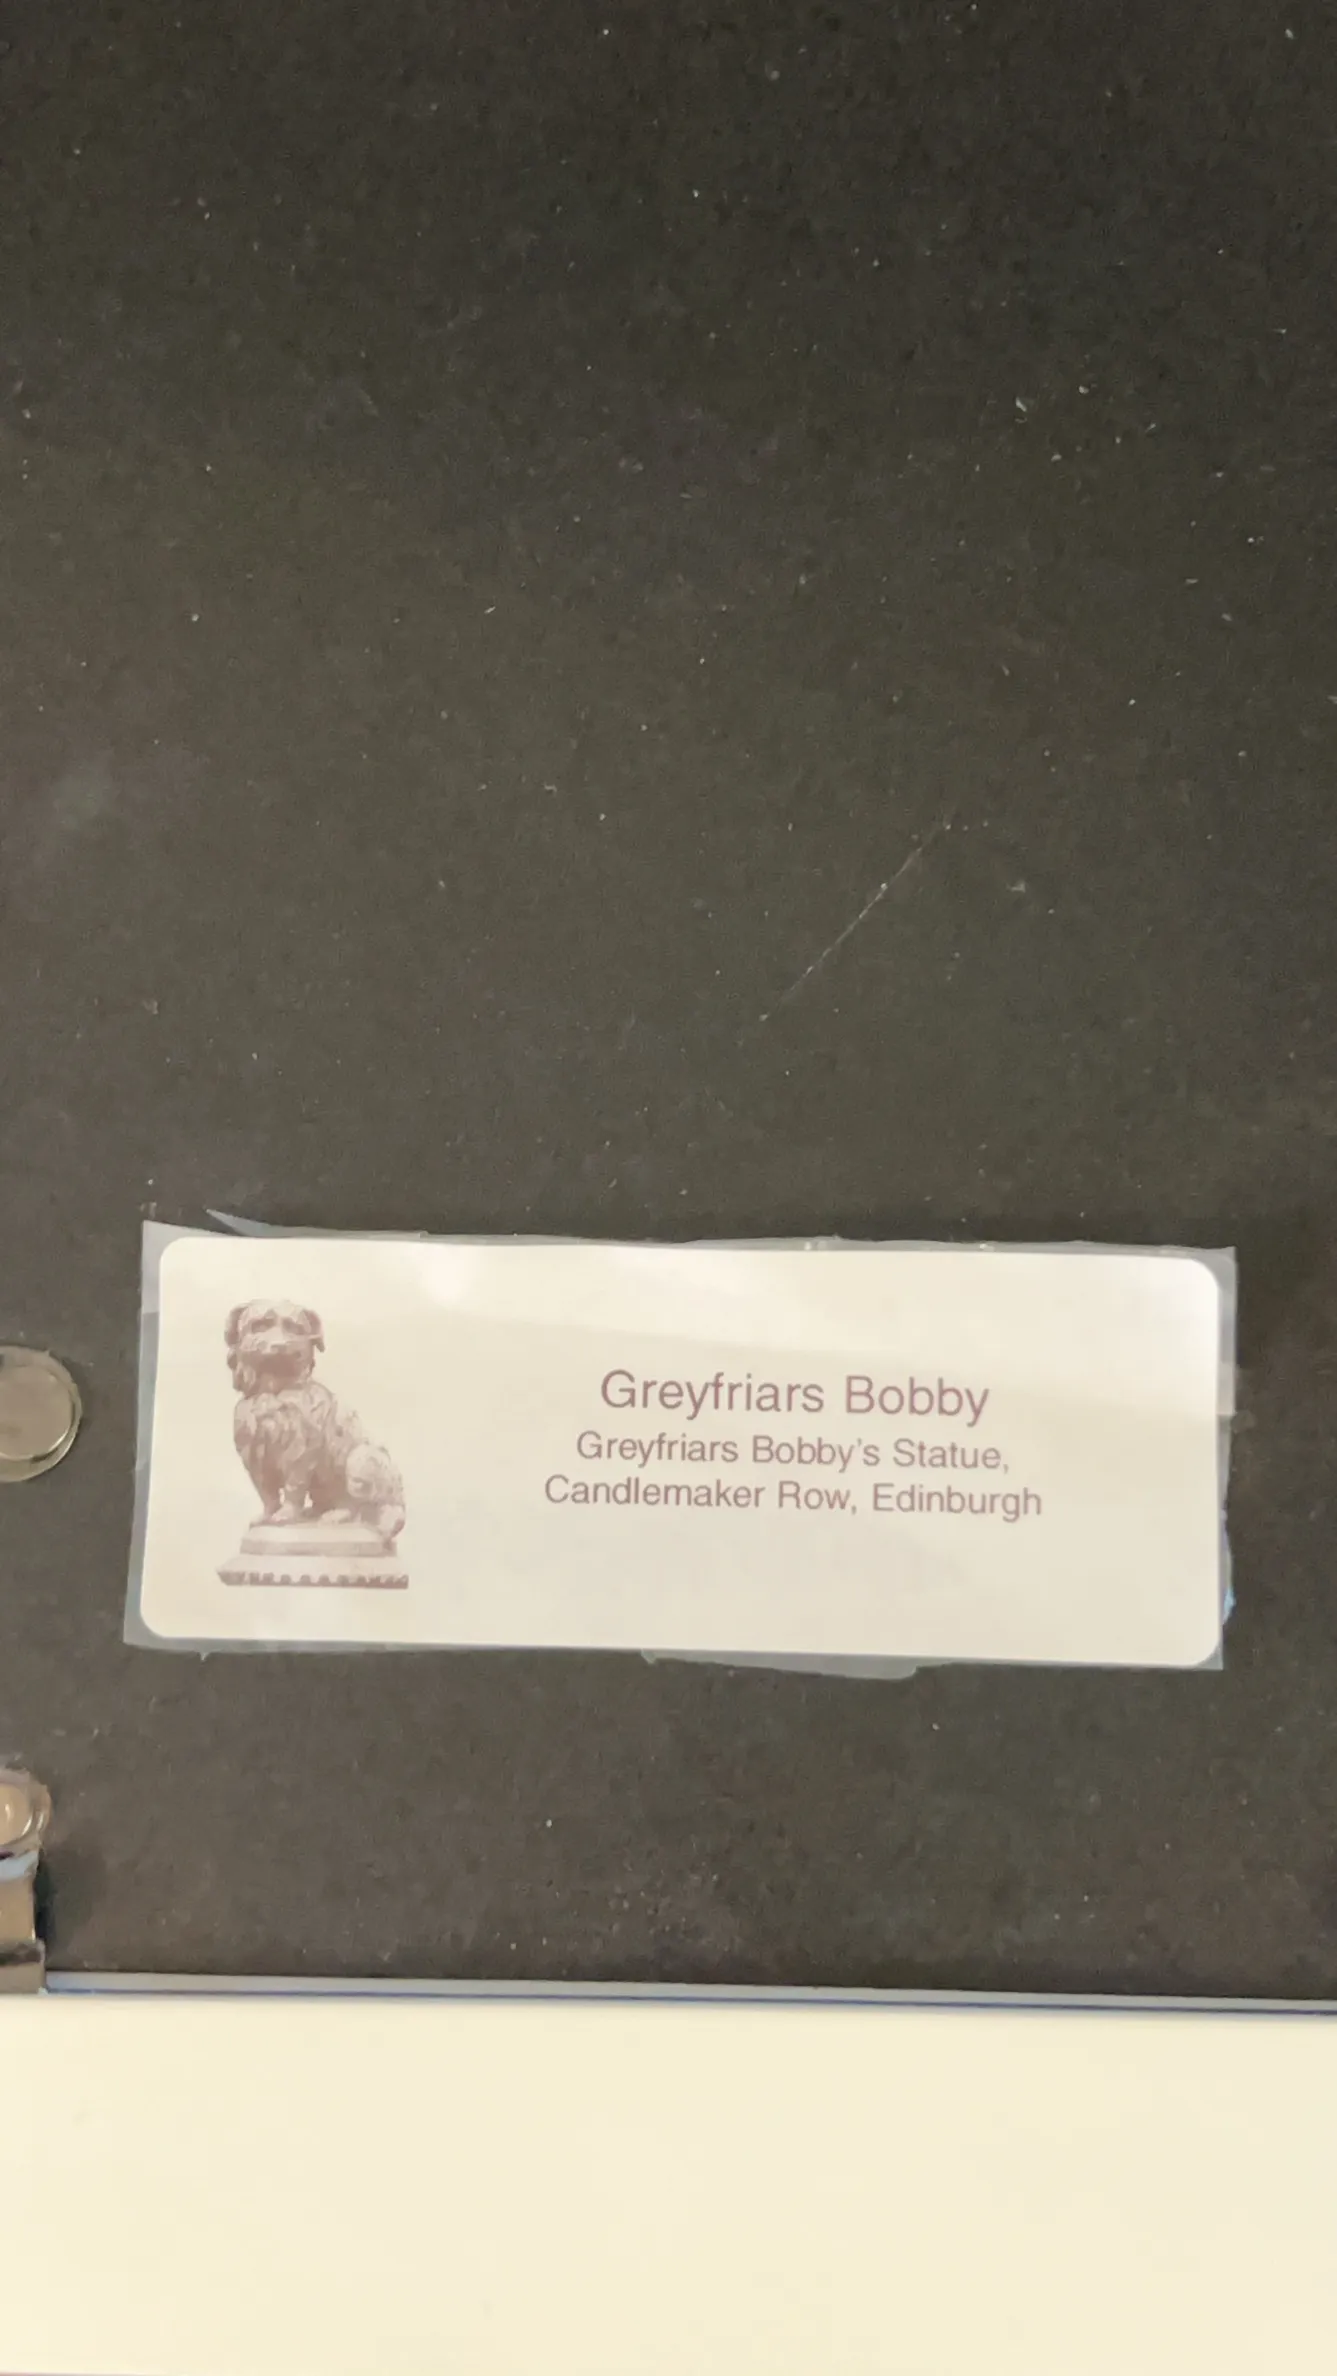 Greyfriars Bobby
Greyfriars Bobby's Statue,
Candlemaker Row, Edinburgh